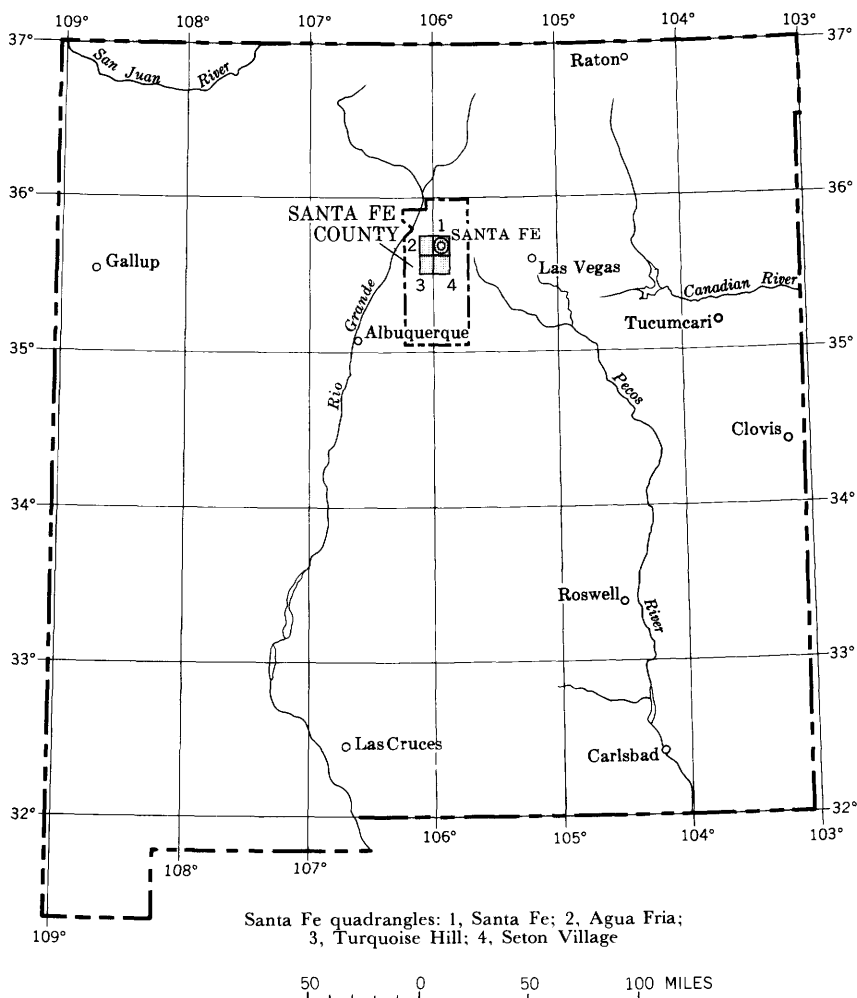 109° 108° 107° 106° 105° 104° 103°
37° 37°
San Juan River
Raton
36° 36°
SANTA FE
COUNTY
1
2 SANTA FE
Gallup
Las Vegas
3 4
Canadian River
Tucumcari
Rio Grande
Albuquerque
35° 35°
Pecos River
Clovis
34° 34°
Roswell
33° 33°
Las Cruces
Carlsbad
32° 32°
106° 105° 104° 103°
108° 107°
109°
Santa Fe quadrangles: 1, Santa Fe; 2, Agua Fria;
3, Turquoise Hill; 4, Seton Village
50 0 50 100 MILES